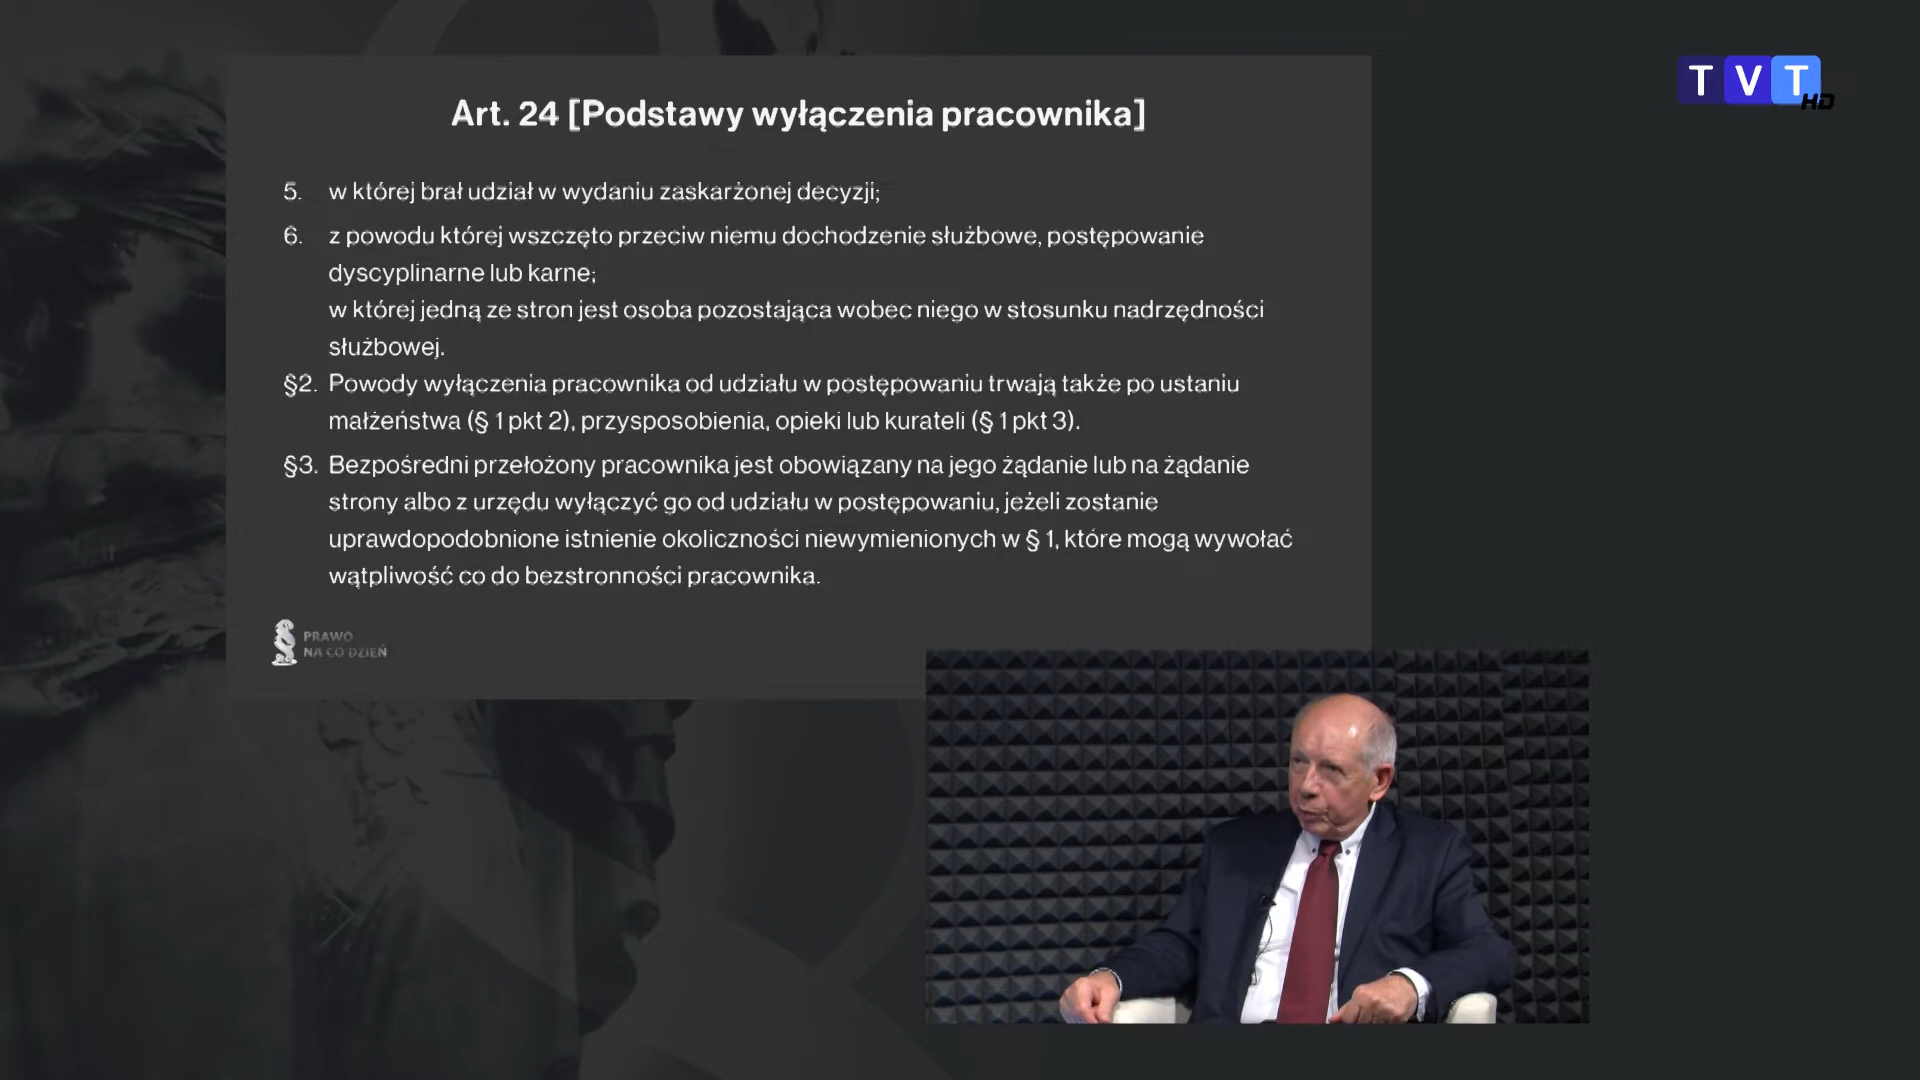 TVT
HD
Art. 24 [Podstawy wyłączenia pracownika]
5. w której brał udział w wydaniu zaskarżonej decyzji;
6. z powodu której wszczęto przeciw niemu dochodzenie służbowe, postępowanie
dyscyplinarne lub karne;
w której jedną ze stron jest osoba pozostająca wobec niego w stosunku nadrzędności
służbowej.
§2. Powody wyłączenia pracownika od udziału w postępowaniu trwają także po ustaniu
małżeństwa (§ 1 pkt 2), przysposobienia, opieki lub kurateli (§ 1 pkt 3).
§3. Bezpośredni przełożony pracownika jest obowiązany na jego żądanie lub na żądanie
strony albo z urzędu wyłączyć go od udziału w postępowaniu, jeżeli zostanie
uprawdopodobnione istnienie okoliczności niewymienionych w § 1, które mogą wywołać
wątpliwość co do bezstronności pracownika.
PRAWO
NA CO DZIEŃ